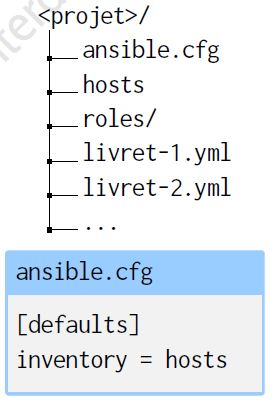 <projet>/
ansible.cfg
hosts
roles/
livret-1.yml
livret-2.yml
...
ansible.cfg
[defaults]
inventory = hosts